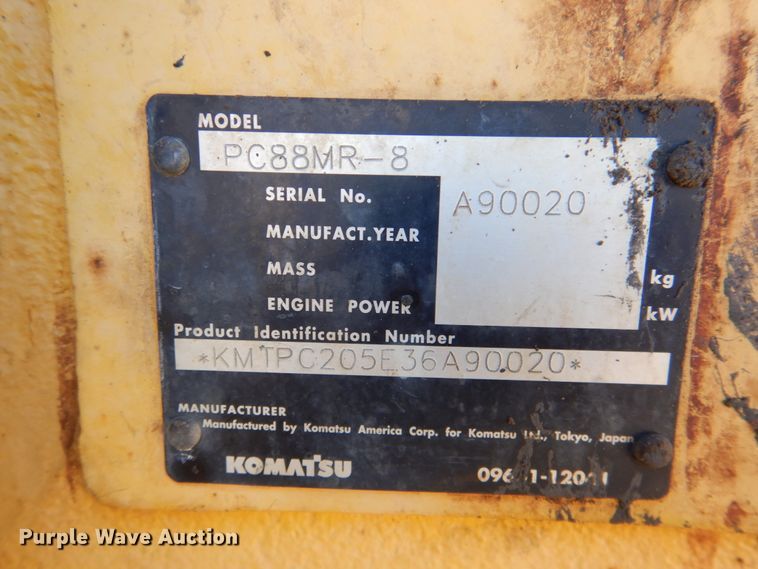 MODEL
PC88MR-8
SERIAL No. A90020
MANUFACT.YEAR
MASS kg
ENGINE POWER kW
Product Identification Number
*KMTPC205E36A90020*
MANUFACTURER
Manufactured by Komatsu America Corp. for Komatsu Ltd., Tokyo, Japan
KOMATSU
Purple Wave Auction